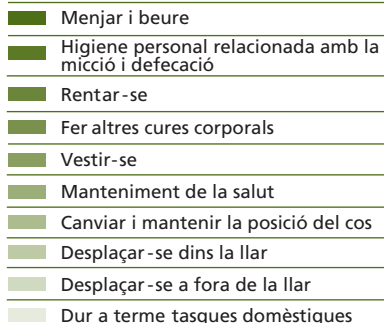 Menjar i beure
Higiene personal relacionada amb la
micció i defecació
Rentar-se
Fer altres cures corporals
Vestir-se
Manteniment de la salut
Canviar i mantenir la posició del cos
Desplaçar-se dins la llar
Desplaçar-se a fora de la llar
Dur a terme tasques domèstiques